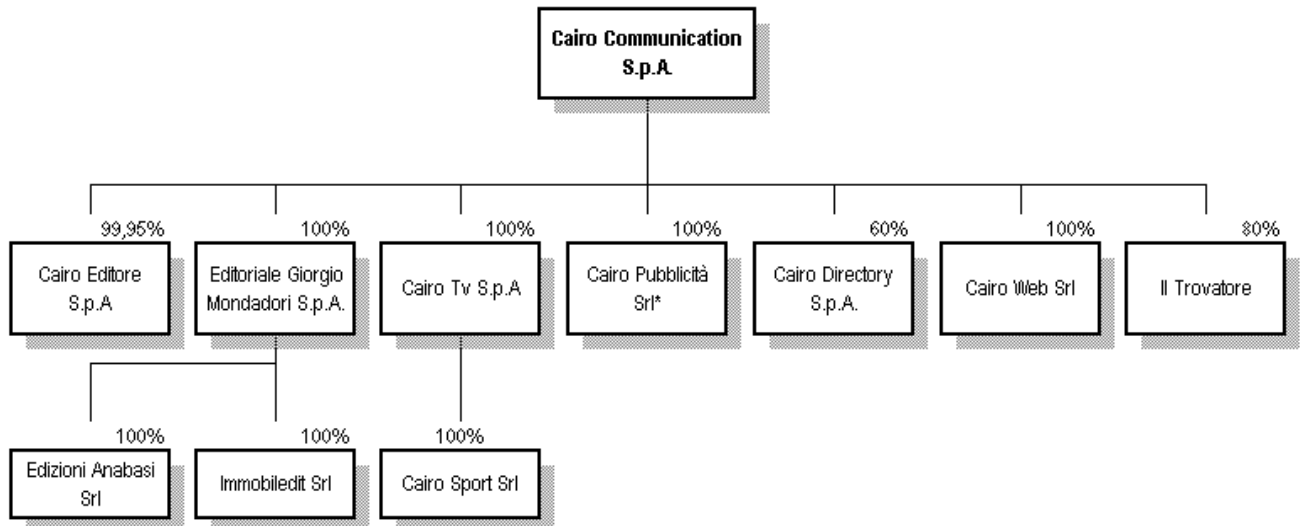 Cairo Communication
S.p.A.
99,95%
100%
100%
100%
60%
100%
80%
Cairo Editore
S.p.A
Editoriale Giorgio
Mondadori S.p.A.
Cairo Tv S.p.A
Cairo Pubblicità
Srl*
Cairo Directory
S.p.A.
Cairo Web Srl
Il Trovatore
100%
100%
100%
Edizioni Anabasi
Srl
Immobiledit Srl
Cairo Sport Srl